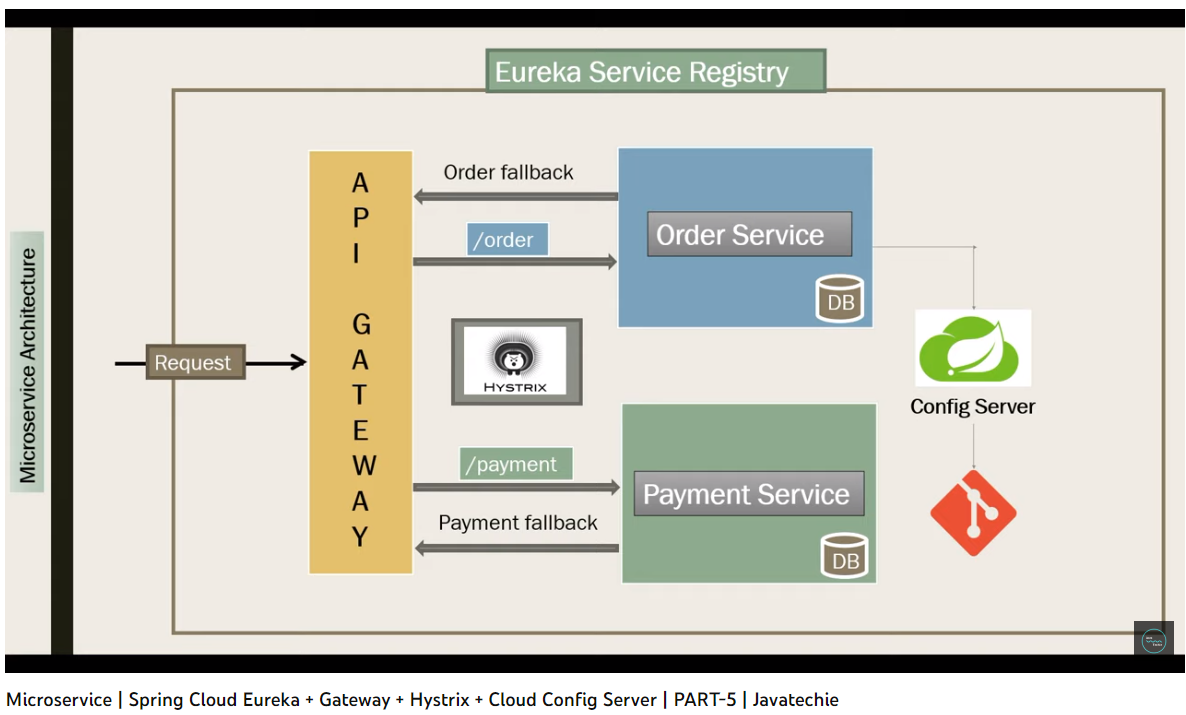 Eureka Service Registry
Microservice Architecture
API GATEWAY
Request
Order fallback
/order
Order Service
DB
HYSTRIX
Config Server
/payment
Payment Service
Payment fallback
DB
Microservice | Spring Cloud Eureka + Gateway + Hystrix + Cloud Config Server | PART-5 | Javatechie